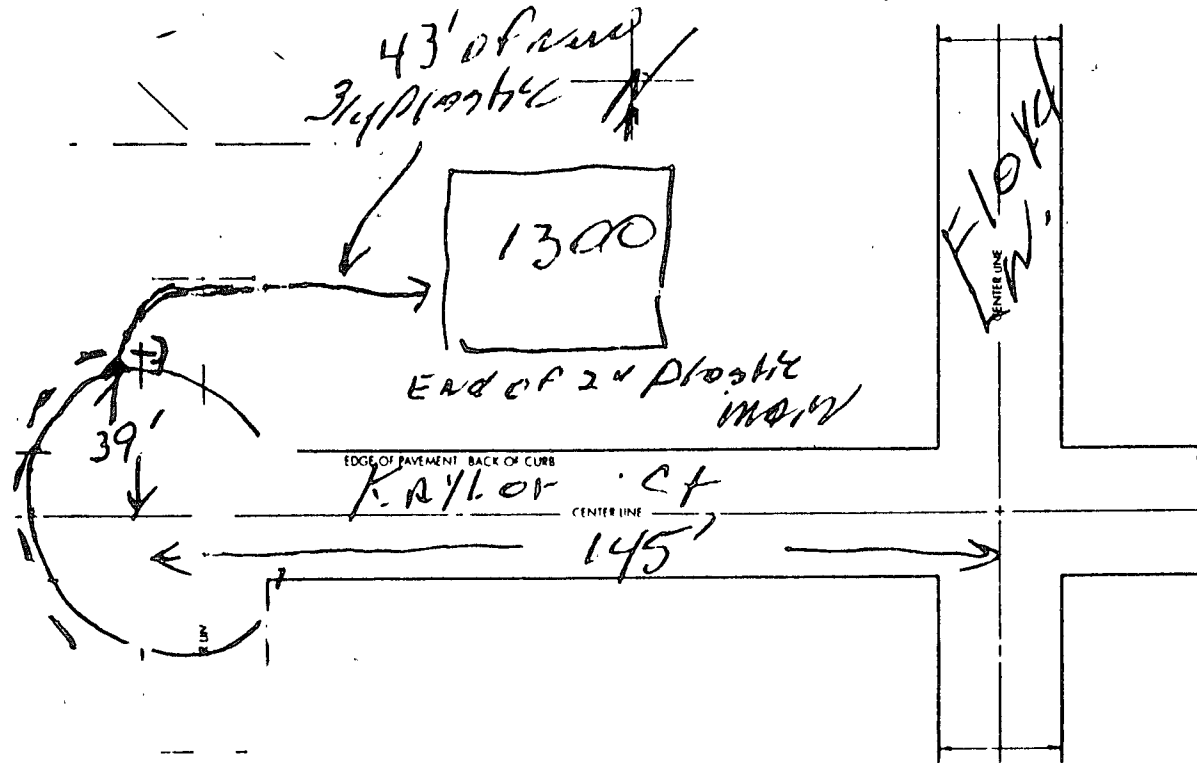 43' of new
3/4 plastic
N
1300
Floyd
N.
CENTER LINE
39'
End of 2" plastic
main
EDGE OF PAVEMENT BACK OF CURB
Kaylor Ct
CENTER LINE
145'